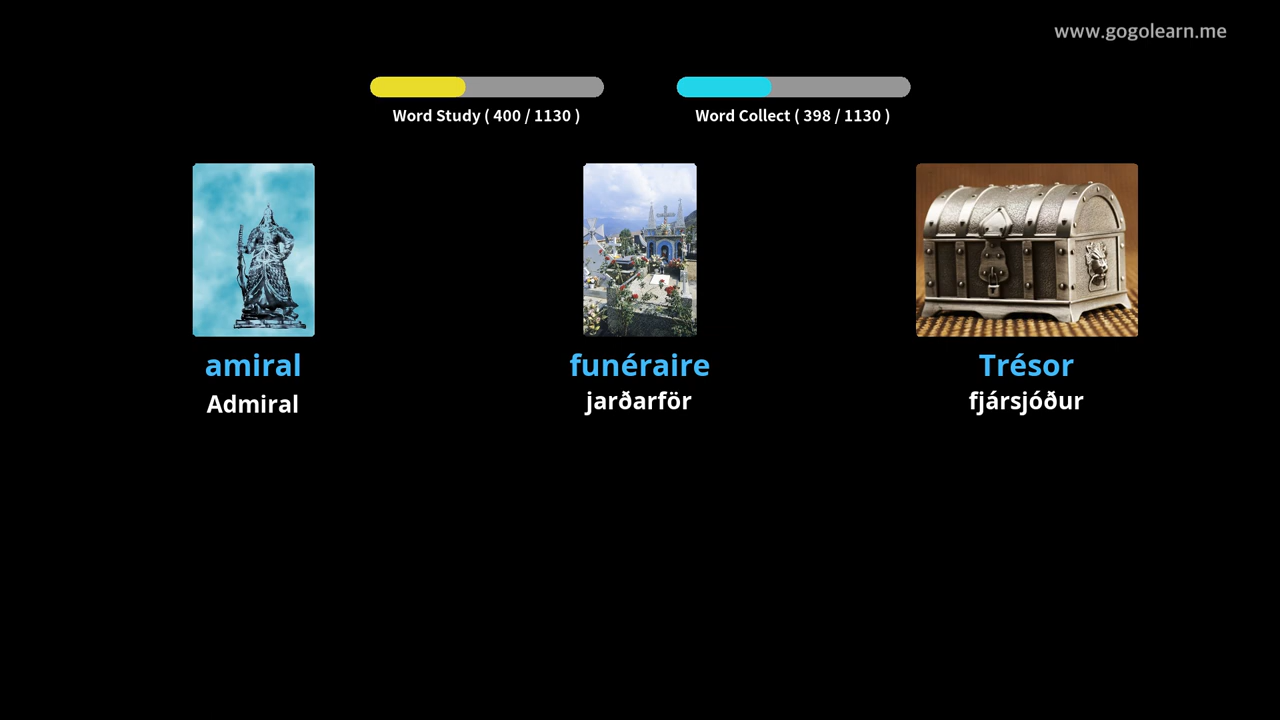 www.gogolearn.me
Word Study ( 400 / 1130 )
Word Collect ( 398 / 1130 )
amiral
Admiral
funéraire
jarðarför
Trésor
fjársjóður